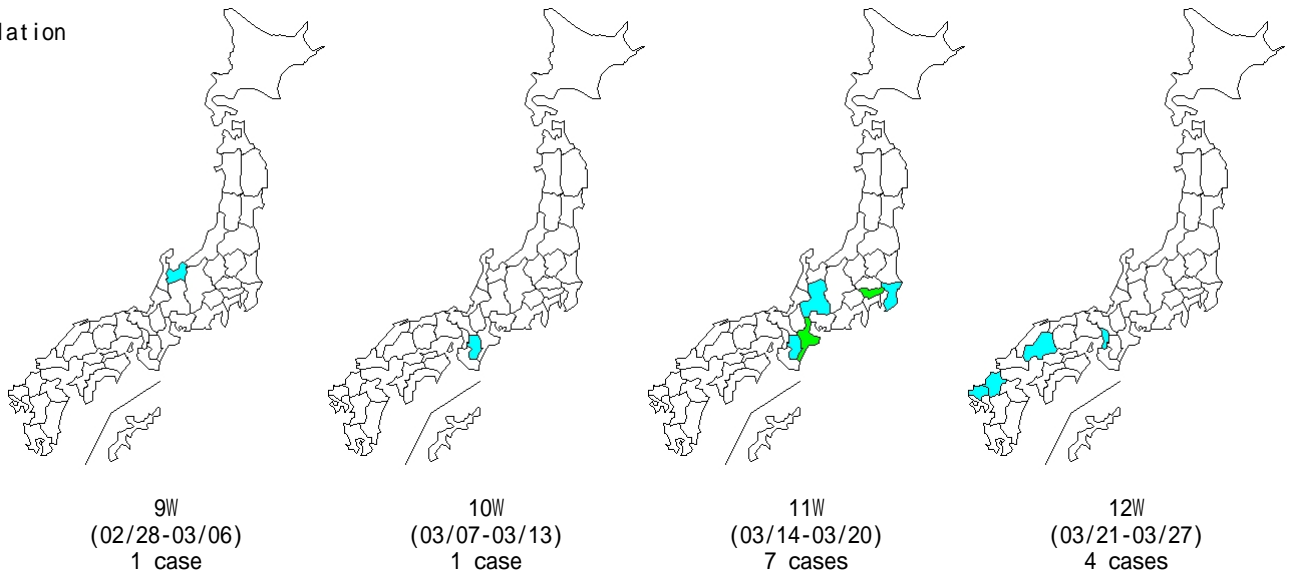 lation
9W
(02/28-03/06)
1 case
10W
(03/07-03/13)
1 case
11W
(03/14-03/20)
7 cases
12W
(03/21-03/27)
4 cases